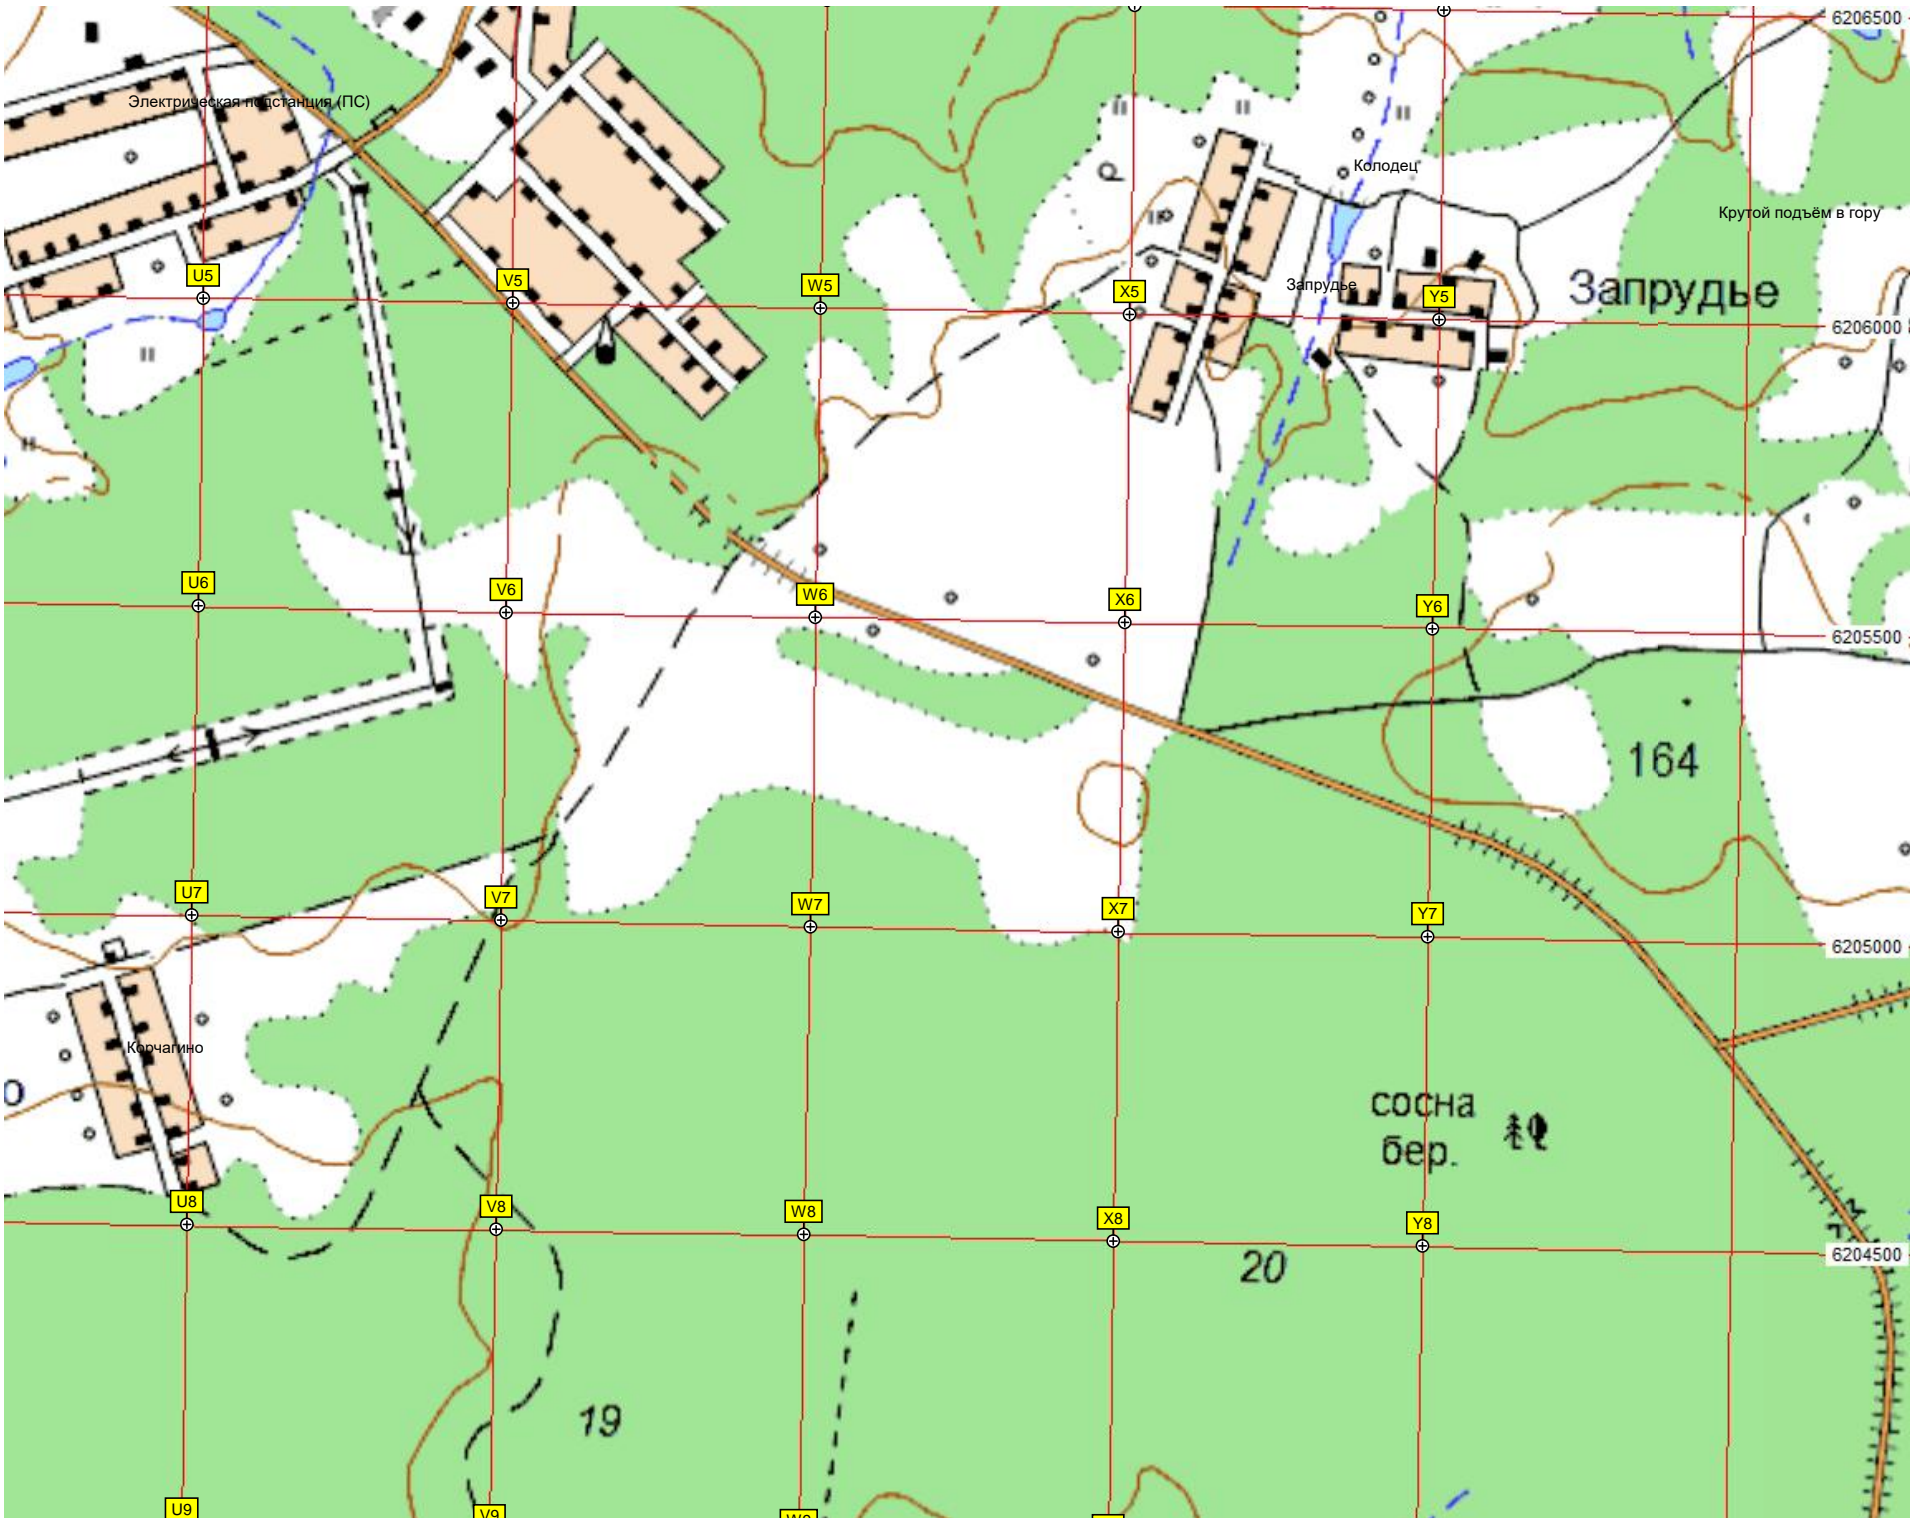 6206500
Электрическая подстанция (ПС)
Колодец
Крутой подъём в гору
U5
V5
W5
X5
Запрудье
Y5
Запрудье
6206000
U6
V6
W6
X6
Y6
6205500
164
U7
V7
W7
X7
Y7
6205000
Корчагино
о
сосна
бер.
U8
V8
W8
X8
Y8
6204500
20
19
U9
V9